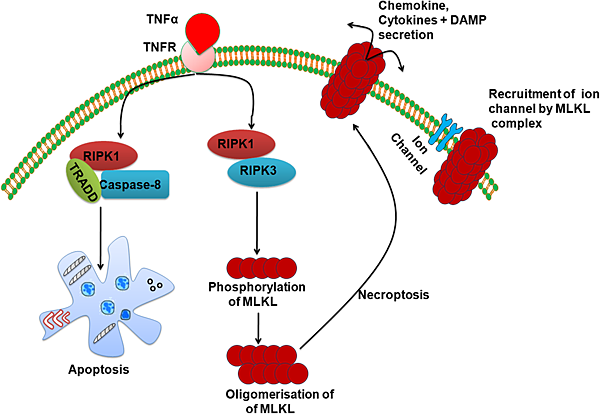 TNFα
TNFR
Chemokine,
Cytokines + DAMP
secretion
Recruitment of ion
channel by MLKL
complex
Ion
Channel
RIPK1
TRADD
Caspase-8
RIPK1
RIPK3
Phosphorylation
of MLKL
Necroptosis
Apoptosis
Oligomerisation of
of MLKL